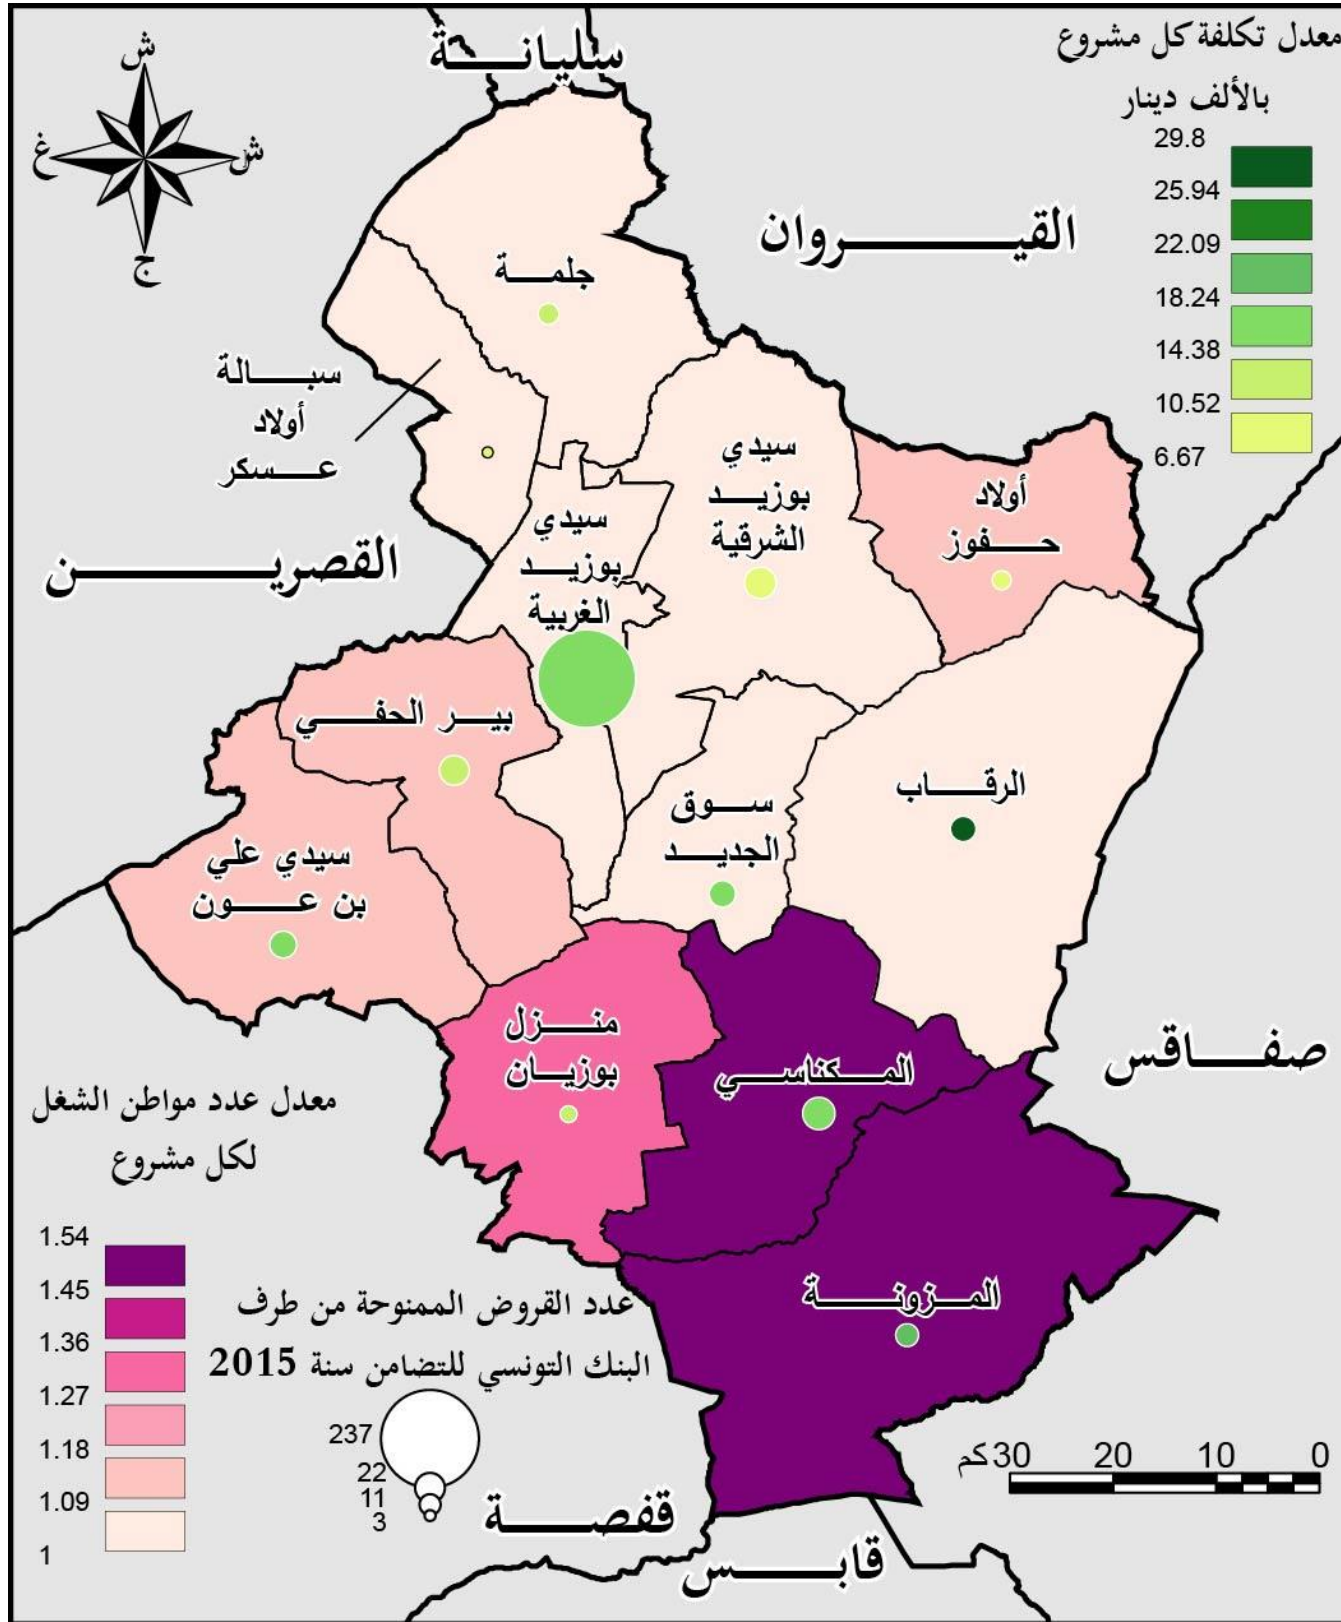 سليانة
معدل تكلفة كل مشروع
بالألف دينار
29.8
25.94
22.09
18.24
14.38
10.52
6.67
ش
ش
غ
ج
القيروان
جلمة
سبالة
أولاد
عسكر
سيدي
بوزيد
الشرقية
أولاد
حفوز
سيدي
بوزيد
الغربية
القصرين
بير الحفي
الرقاب
سوق
الجديد
سيدي علي
بن عون
منزل
بوزيان
المكناسي
صفاقس
المزونة
معدل عدد مواطن الشغل
لكل مشروع
1.54
1.45
1.36
1.27
1.18
1.09
1
عدد القروض الممنوحة من طرف
البنك التونسي للتضامن سنة 2015
237
22
11
3
قفصة
قابس
كم 30 20 10 0